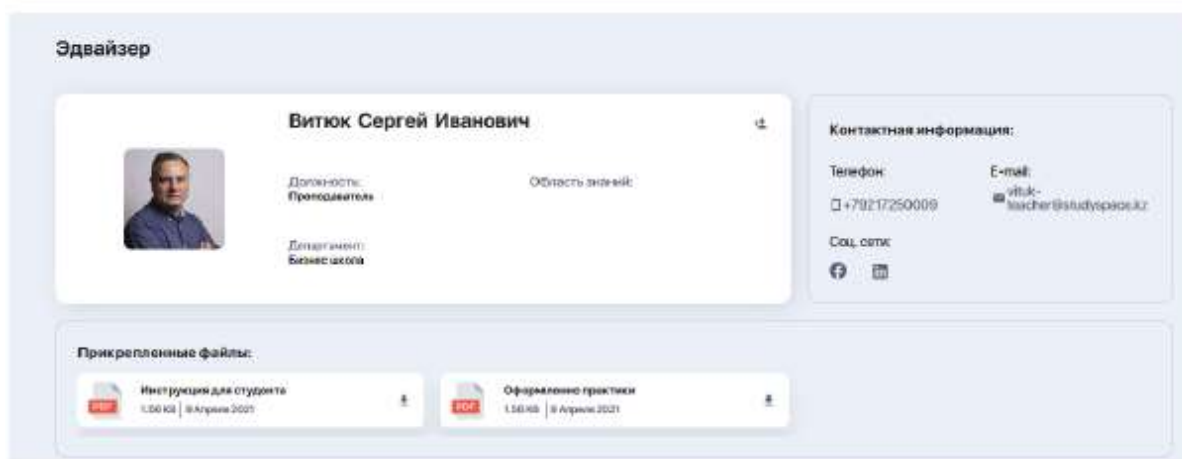 Эдвайзер
Витюк Сергей Иванович
Должность:
Преподаватель
Область знаний:
Департамент:
Бизнес школа
Контактная информация:
Телефон:
+79217250009
E-mail:
vituk-
teacher@studyspace.kz
Соц. сети:
Прикрепленные файлы:
PDF
Инструкция для студента
1.56 KB | 8 Апреля 2021
PDF
Оформление практики
1.56 KB | 8 Апреля 2021